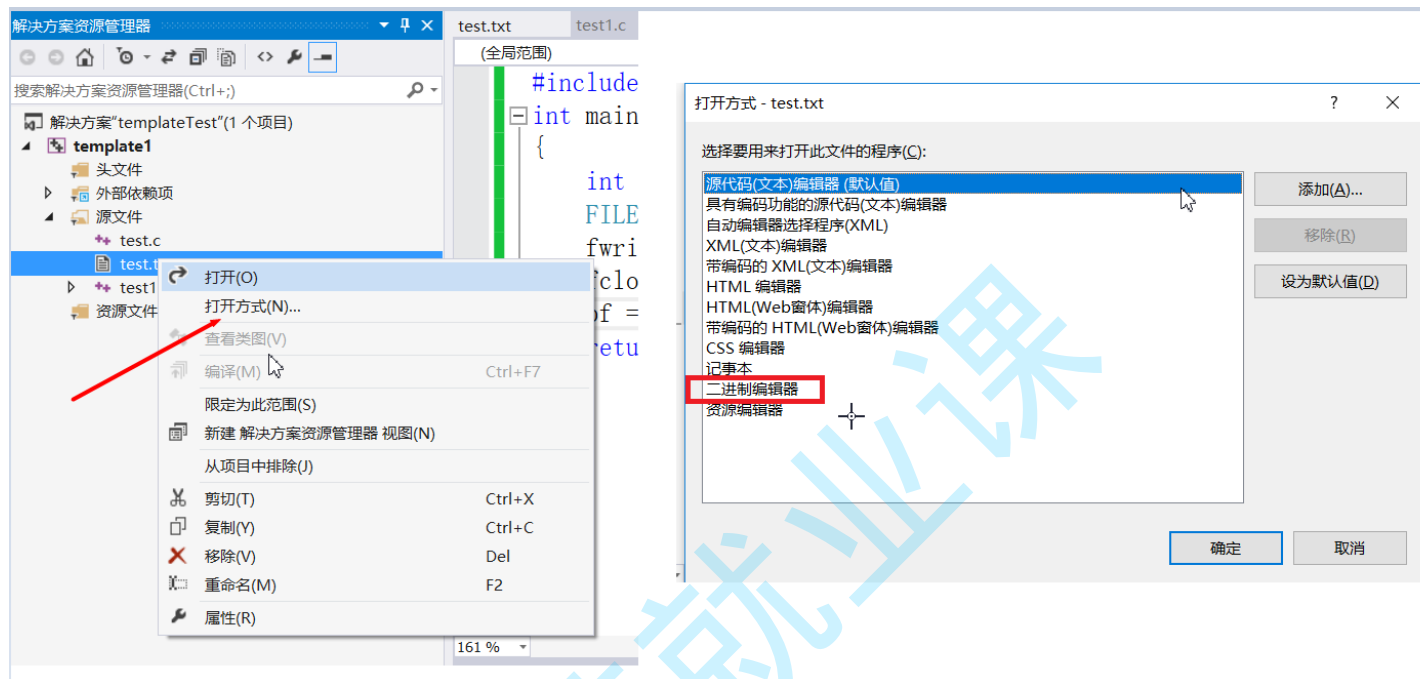 解决方案资源管理器
搜索解决方案资源管理器(Ctrl+;)
解决方案"templateTest"(1 个项目)
template1
头文件
外部依赖项
源文件
test.c
test.t
test1
资源文件
打开(O)
打开方式(N)...
查看类图(V)
编译(M) Ctrl+F7
限定为此范围(S)
新建 解决方案资源管理器 视图(N)
从项目中排除(J)
剪切(T) Ctrl+X
复制(Y) Ctrl+C
移除(V) Del
重命名(M) F2
属性(R)
test.txt test1.c
(全局范围)
#include
int main
{
int
FILE
fwri
fclo
pf =
retu
161 %
打开方式 - test.txt
选择要用来打开此文件的程序(C):
源代码(文本)编辑器 (默认值)
具有编码功能的源代码(文本)编辑器
自动编辑器选择程序(XML)
XML(文本)编辑器
带编码的 XML(文本)编辑器
HTML 编辑器
HTML(Web窗体)编辑器
带编码的 HTML(Web窗体)编辑器
CSS 编辑器
记事本
二进制编辑器
资源编辑器
添加(A)...
移除(R)
设为默认值(D)
确定
取消
就业课